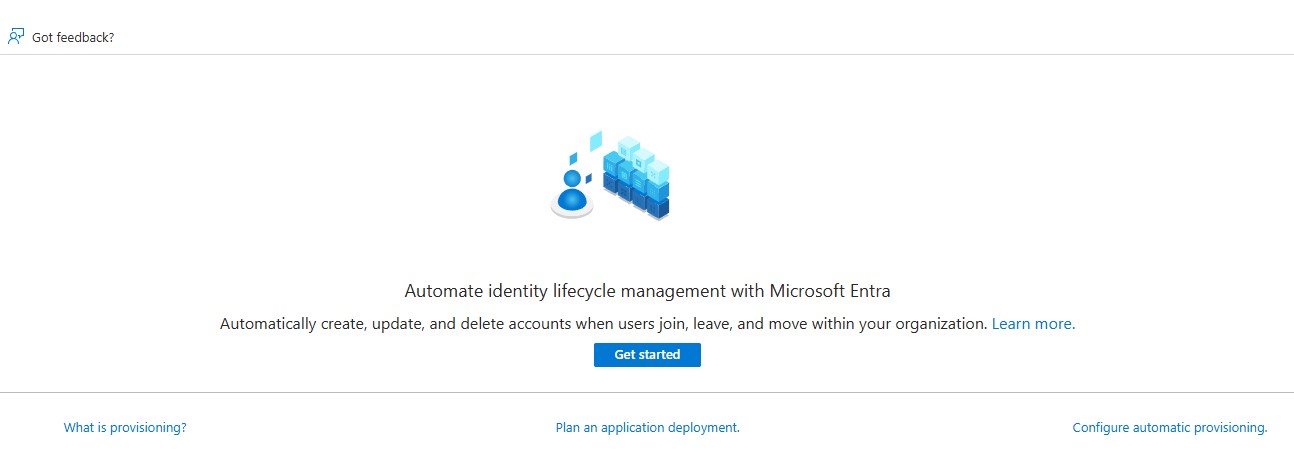 Got feedback?
Automate identity lifecycle management with Microsoft Entra
Automatically create, update, and delete accounts when users join, leave, and move within your organization. Learn more.
Get started
What is provisioning?
Plan an application deployment.
Configure automatic provisioning.